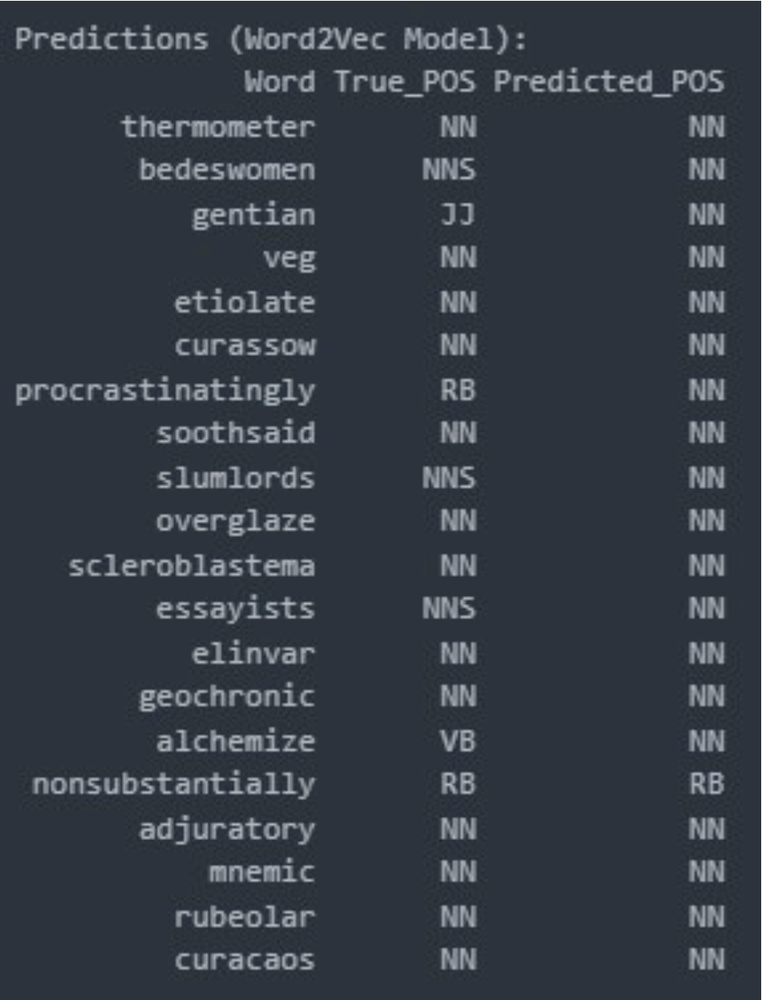 Predictions (Word2Vec Model):
Word True_POS Predicted_POS
thermometer NN NN
bedeswomen NNS NN
gentian JJ NN
veg NN NN
etiolate NN NN
curassow NN NN
procrastinatingly RB NN
soothsaid NN NN
slumlords NNS NN
overglaze NN NN
scleroblastema NN NN
essayists NNS NN
elinvar NN NN
geochronic NN NN
alchemize VB NN
nonsubstantially RB RB
adjuratory NN NN
mnemic NN NN
rubeolar NN NN
curacaos NN NN